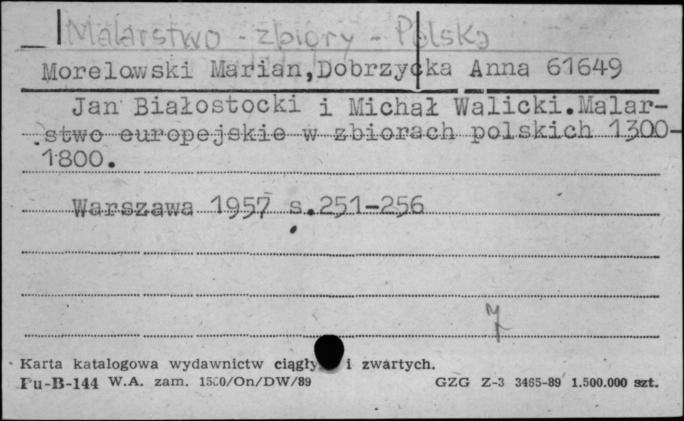 Malarstwo - zbiory - Polska
Morelowski Marian,Dobrzycka Anna 61649
Jan Białostocki i Michał Walicki.Malar-
stwo europejskie w zbiorach polskich 1300-
1800.
Warszawa 1957 s.251-256
Karta katalogowa wydawnictw ciągły i zwartych.
Pu-B-144 W.A. zam. 1580/On/DW/89 GZG Z-3 3465-89 1.500.000 szt.